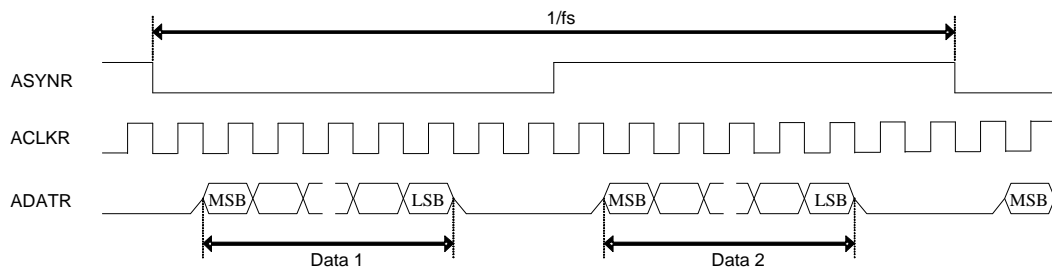 1/fs
ASYNR
ACLKR
ADATR
MSB LSB MSB LSB MSB
Data 1 Data 2